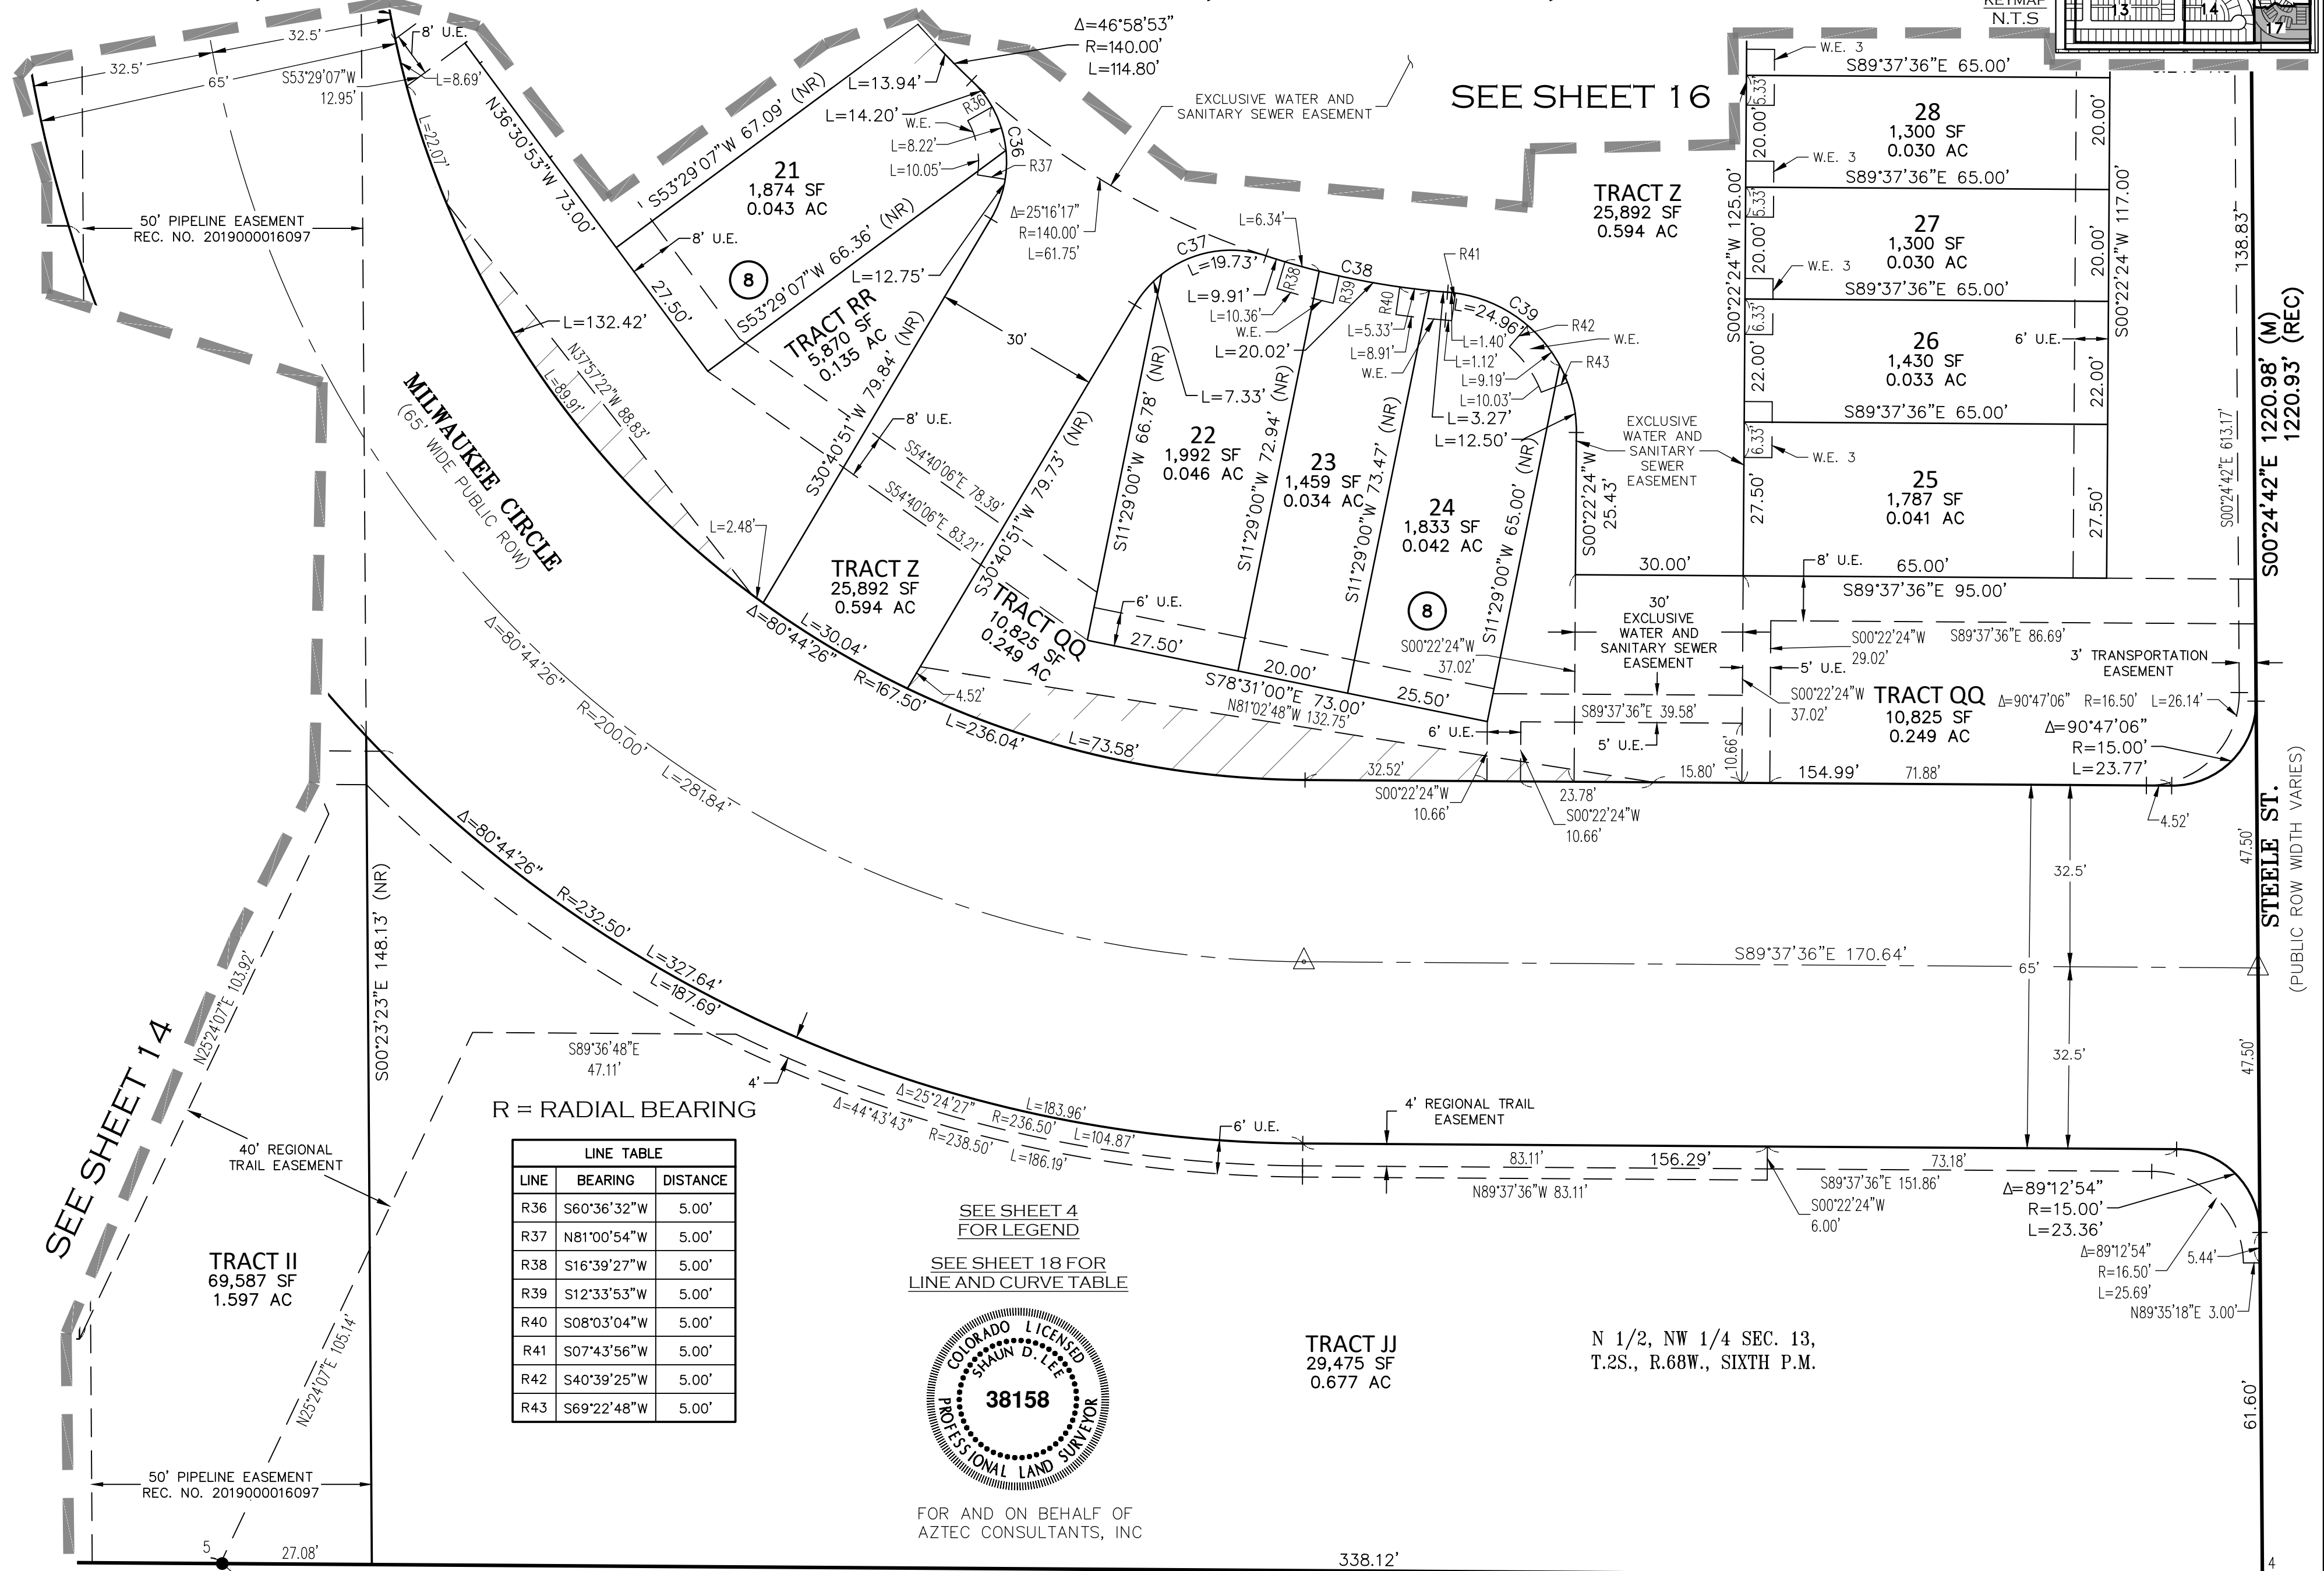 KEYMAP
N.T.S
13
14
17
SEE SHEET 16
32.5'
32.5'
65'
8' U.E.
S53°29'07"W
12.95'
L=8.69'
L=22.07'
50' PIPELINE EASEMENT
REC. NO. 2019000016097
N36°30'53"W 73.00'
27.50'
S53°29'07"W 67.09' (NR)
21
1,874 SF
0.043 AC
8' U.E.
8
S53°29'07"W 66.36' (NR)
Δ=46°58'53"
R=140.00'
L=114.80'
L=13.94'
L=14.20'
R36
W.E.
L=8.22'
C36
L=10.05'
R37
L=12.75'
EXCLUSIVE WATER AND
SANITARY SEWER EASEMENT
Δ=25°16'17"
R=140.00'
L=61.75'
TRACT RR
5,870 SF
0.135 AC
S30°40'51"W 79.84' (NR)
30'
8' U.E.
L=132.42'
N37°57'22"W 88.83'
L=89.91'
L=2.48'
MILWAUKEE CIRCLE
(65' WIDE PUBLIC ROW)
S54°40'06"E 78.39'
S54°40'06"E 83.21'
S30°40'51"W 79.73' (NR)
TRACT Z
25,892 SF
0.594 AC
L=6.34'
C37
L=19.73'
L=9.91'
R38
L=10.36'
W.E.
L=20.02'
L=7.33'
C38
R39
R40
L=5.33'
L=8.91'
W.E.
R41
C39
L=24.96'
R42
W.E.
L=1.40'
L=1.12'
R43
L=9.19'
L=10.03'
L=3.27'
L=12.50'
S11°29'00"W 66.78' (NR)
22
1,992 SF
0.046 AC
S11°29'00"W 72.94' (NR)
23
1,459 SF
0.034 AC
S11°29'00"W 73.47' (NR)
24
1,833 SF
0.042 AC
8
S11°29'00"W 65.00' (NR)
S00°22'24"W
25.43'
EXCLUSIVE
WATER AND
SANITARY
SEWER
EASEMENT
TRACT Z
25,892 SF
0.594 AC
W.E. 3
S89°37'36"E 65.00'
5.33'
20.00'
28
1,300 SF
0.030 AC
20.00'
W.E. 3
S89°37'36"E 65.00'
5.33'
20.00'
27
1,300 SF
0.030 AC
20.00'
W.E. 3
S89°37'36"E 65.00'
6.33'
22.00'
26
1,430 SF
0.033 AC
6' U.E.
22.00'
S89°37'36"E 65.00'
6.33'
W.E. 3
27.50'
25
1,787 SF
0.041 AC
27.50'
S00°22'24"W 125.00'
S00°22'24"W 117.00'
138.83'
S00°24'42"E 613.17'
S00°24'42"E 1220.98' (M)
1220.93' (REC)
30.00'
8' U.E.
65.00'
S89°37'36"E 95.00'
30'
EXCLUSIVE
WATER AND
SANITARY SEWER
EASEMENT
S00°22'24"W
29.02'
S89°37'36"E 86.69'
5' U.E.
3' TRANSPORTATION
EASEMENT
S00°22'24"W
37.02'
S00°22'24"W
37.02'
TRACT QQ
10,825 SF
0.249 AC
Δ=90°47'06" R=16.50' L=26.14'
Δ=90°47'06"
R=15.00'
L=23.77'
TRACT QQ
10,825 SF
0.249 AC
6' U.E.
27.50'
20.00'
25.50'
S78°31'00"E 73.00'
N81°02'48"W 132.75'
4.52'
L=30.04'
Δ=80°44'26"
R=167.50'
L=236.04'
L=73.58'
6' U.E.
S89°37'36"E 39.58'
5' U.E.
10.66'
32.52'
S00°22'24"W
10.66'
23.78'
S00°22'24"W
10.66'
15.80'
154.99'
71.88'
4.52'
47.50'
STEELE ST.
(PUBLIC ROW WIDTH VARIES)
Δ=80°44'26"
R=200.00'
L=281.84'
S89°37'36"E 170.64'
32.5'
65'
32.5'
47.50'
Δ=80°44'26"
R=232.50'
L=327.64'
L=187.69'
S00°23'23"E 148.13' (NR)
N25°24'07"E 103.92'
SEE SHEET 14
S89°36'48"E
47.11'
4'
Δ=25°24'27"
R=236.50'
L=104.87'
L=183.96'
Δ=44°43'43"
R=238.50'
L=186.19'
6' U.E.
4' REGIONAL TRAIL
EASEMENT
83.11'
156.29'
73.18'
N89°37'36"W 83.11'
S89°37'36"E 151.86'
S00°22'24"W
6.00'
Δ=89°12'54"
R=15.00'
L=23.36'
Δ=89°12'54"
R=16.50'
L=25.69'
5.44'
N89°35'18"E 3.00'
61.60'
40' REGIONAL
TRAIL EASEMENT
TRACT II
69,587 SF
1.597 AC
N25°24'07"E 105.14'
50' PIPELINE EASEMENT
REC. NO. 2019000016097
5
27.08'
R = RADIAL BEARING
LINE TABLE
LINE BEARING DISTANCE
R36 S60°36'32"W 5.00'
R37 N81°00'54"W 5.00'
R38 S16°39'27"W 5.00'
R39 S12°33'53"W 5.00'
R40 S08°03'04"W 5.00'
R41 S07°43'56"W 5.00'
R42 S40°39'25"W 5.00'
R43 S69°22'48"W 5.00'
SEE SHEET 4
FOR LEGEND
SEE SHEET 18 FOR
LINE AND CURVE TABLE
COLORADO LICENSED
SHAUN D. LEE
38158
PROFESSIONAL LAND SURVEYOR
FOR AND ON BEHALF OF
AZTEC CONSULTANTS, INC
TRACT JJ
29,475 SF
0.677 AC
N 1/2, NW 1/4 SEC. 13,
T.2S., R.68W., SIXTH P.M.
338.12'
4